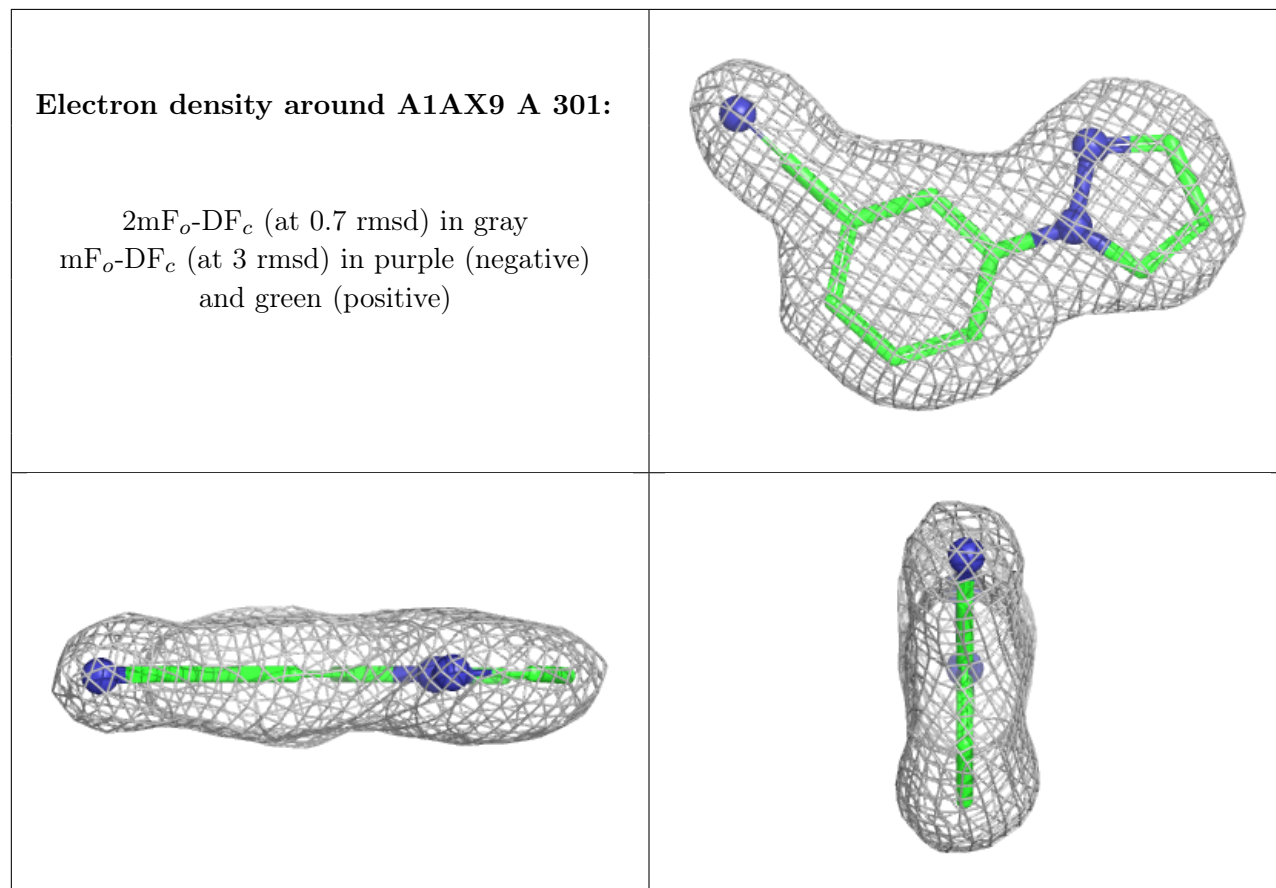 Electron density around A1AX9 A 301:
2mFo-DFc (at 0.7 rmsd) in gray
mFo-DFc (at 3 rmsd) in purple (negative)
and green (positive)